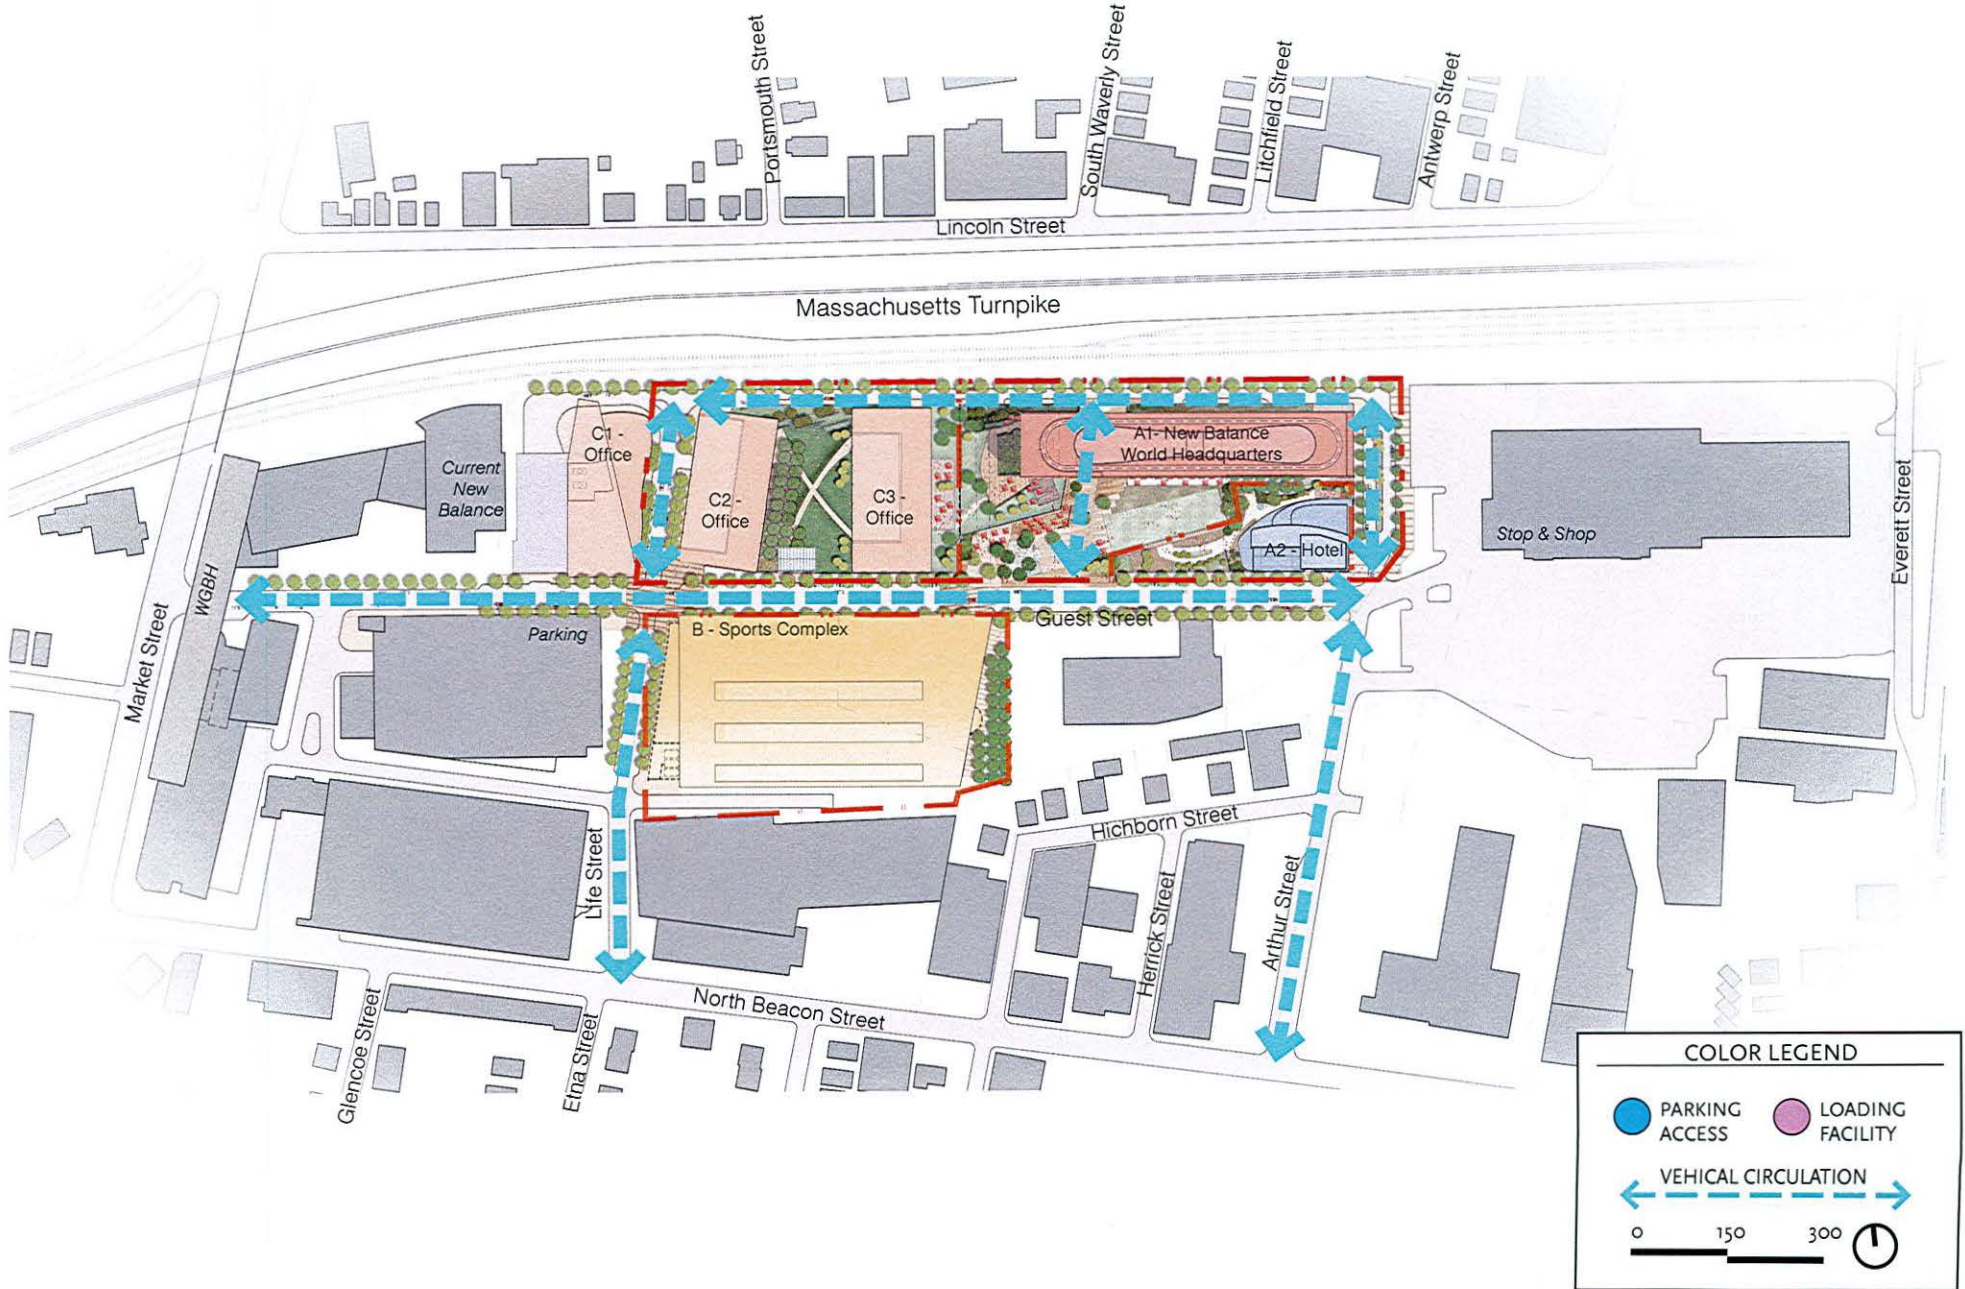 Portsmouth Street
South Waverly Street
Litchfield Street
Antwerp Street
Lincoln Street
Massachusetts Turnpike
C1 -
Office
A1- New Balance
World Headquarters
Current
New
Balance
C2 -
Office
C3 -
Office
A2 - Hotel
Stop & Shop
Everett Street
WGBH
Market Street
Parking
B - Sports Complex
Guest Street
Hichborn Street
Life Street
Herrick Street
Arthur Street
North Beacon Street
Glencoe Street
Etna Street
COLOR LEGEND
PARKING
ACCESS
LOADING
FACILITY
VEHICAL CIRCULATION
0 150 300